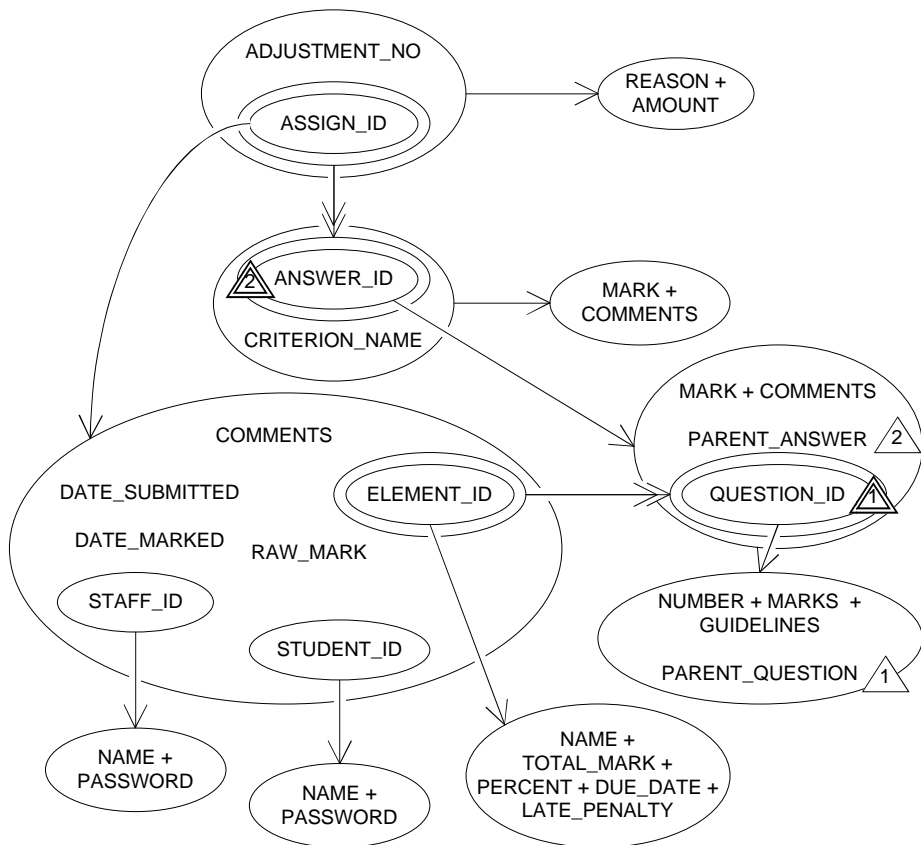 ADJUSTMENT_NO
REASON +
AMOUNT
ASSIGN_ID
2
ANSWER_ID
MARK +
COMMENTS
CRITERION_NAME
MARK + COMMENTS
COMMENTS
PARENT_ANSWER
2
DATE_SUBMITTED
ELEMENT_ID
QUESTION_ID
1
DATE_MARKED
RAW_MARK
STAFF_ID
NUMBER + MARKS +
GUIDELINES
STUDENT_ID
PARENT_QUESTION
1
NAME +
PASSWORD
NAME +
PASSWORD
NAME +
TOTAL_MARK +
PERCENT + DUE_DATE +
LATE_PENALTY